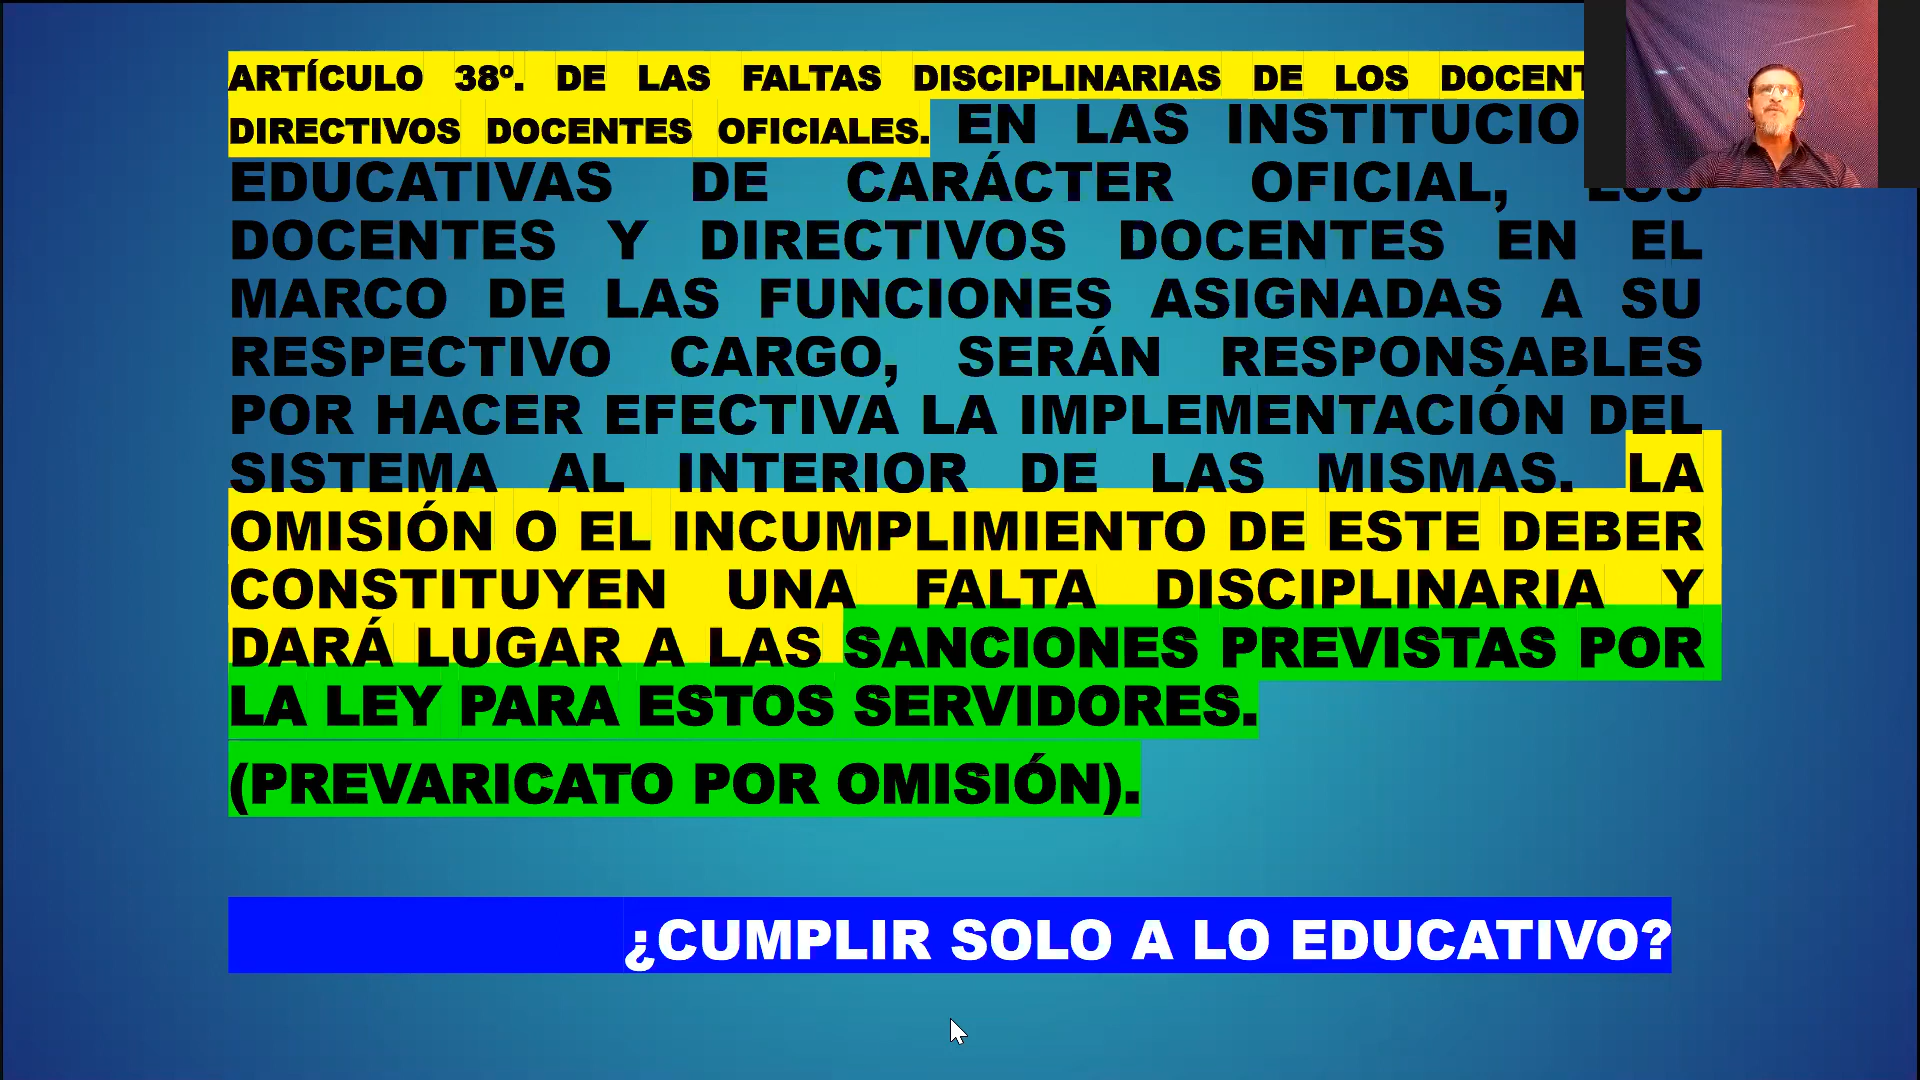 ARTÍCULO 38º. DE LAS FALTAS DISCIPLINARIAS DE LOS
DIRECTIVOS DOCENTES OFICIALES. EN LAS
EDUCATIVAS DE CARÁCTER OFICIAL, LOS
DOCENTES Y DIRECTIVOS DOCENTES EN EL
MARCO DE LAS FUNCIONES ASIGNADAS A SU
RESPECTIVO CARGO, SERÁN RESPONSABLES
POR HACER EFECTIVA LA IMPLEMENTACIÓN DEL
SISTEMA AL INTERIOR DE LAS MISMAS. LA
OMISIÓN O EL INCUMPLIMIENTO DE ESTE DEBER
CONSTITUYEN UNA FALTA DISCIPLINARIA Y
DARÁ LUGAR A LAS SANCIONES PREVISTAS POR
LA LEY PARA ESTOS SERVIDORES.
(PREVARICATO POR OMISIÓN).
¿CUMPLIR SOLO A LO EDUCATIVO?